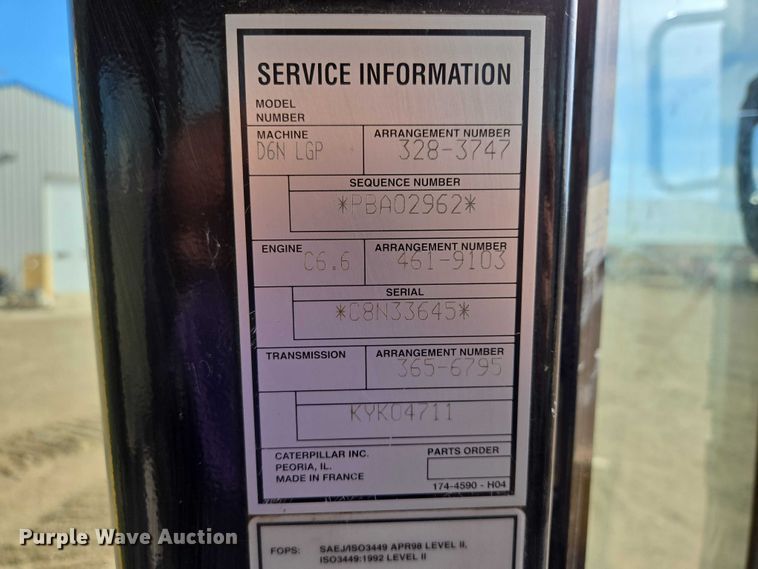 SERVICE INFORMATION
MODEL
NUMBER
MACHINE ARRANGEMENT NUMBER
D6N LGP 328-3747
SEQUENCE NUMBER
*PBA02962*
ENGINE ARRANGEMENT NUMBER
C6.6 461-9103
SERIAL
*C8N33645*
TRANSMISSION ARRANGEMENT NUMBER
365-6795
KYK04711
CATERPILLAR INC. PARTS ORDER
PEORIA, IL.
MADE IN FRANCE
174-4590 - H04
FOPS: SAEJ/ISO3449 APR98 LEVEL II,
ISO3449:1992 LEVEL II
Purple Wave Auction